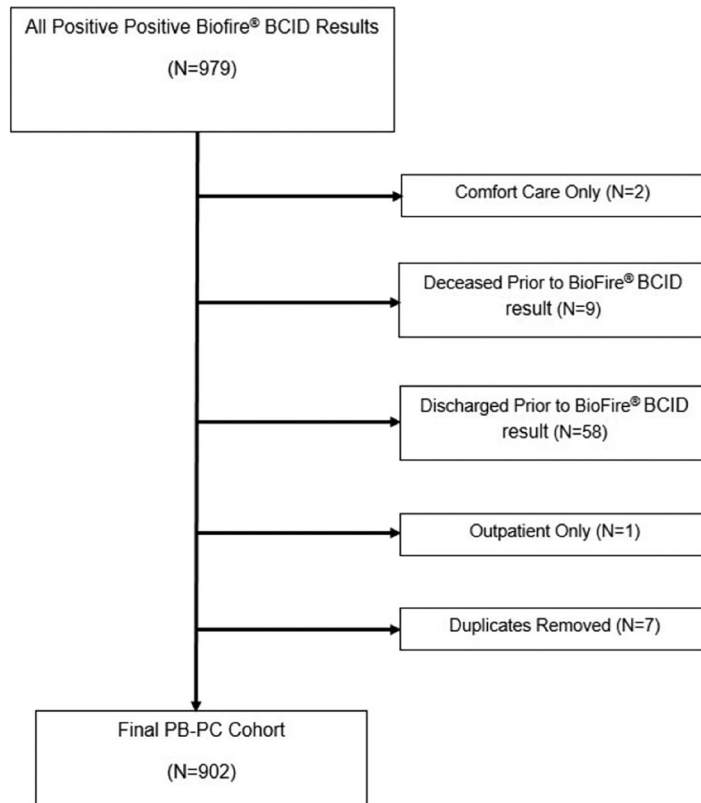 All Positive Positive Biofire® BCID Results
(N=979)
Comfort Care Only (N=2)
Deceased Prior to BioFire® BCID
result (N=9)
Discharged Prior to BioFire® BCID
result (N=58)
Outpatient Only (N=1)
Duplicates Removed (N=7)
Final PB-PC Cohort
(N=902)